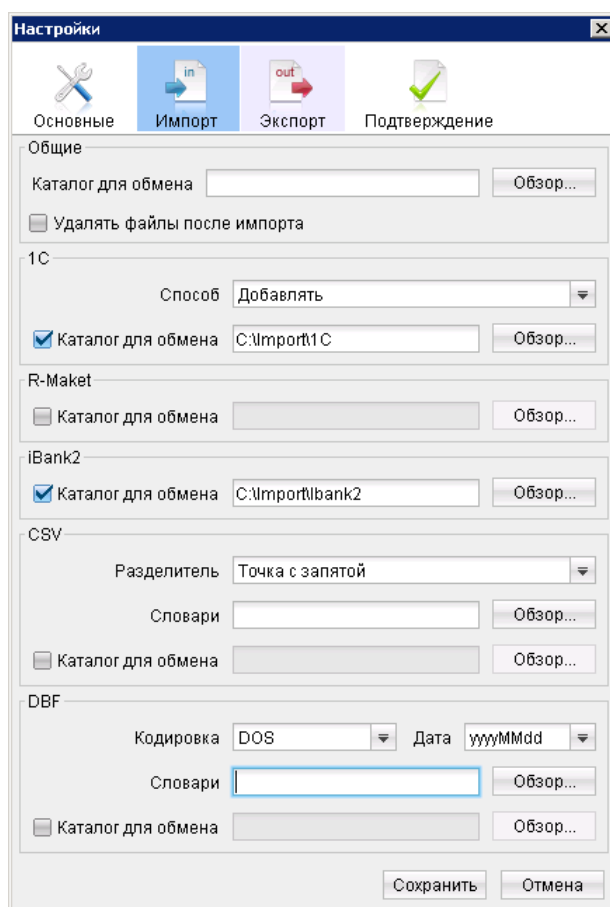 Настройки
in out
Основные Импорт Экспорт Подтверждение
Общие
Каталог для обмена Обзор...
Удалять файлы после импорта
1C
Способ Добавлять
Каталог для обмена C:\Import\1C Обзор...
R-Maket
Каталог для обмена Обзор...
iBank2
Каталог для обмена C:\Import\Ibank2 Обзор...
CSV
Разделитель Точка с запятой
Словари Обзор...
Каталог для обмена Обзор...
DBF
Кодировка DOS Дата yyyyMMdd
Словари Обзор...
Каталог для обмена Обзор...
Сохранить Отмена